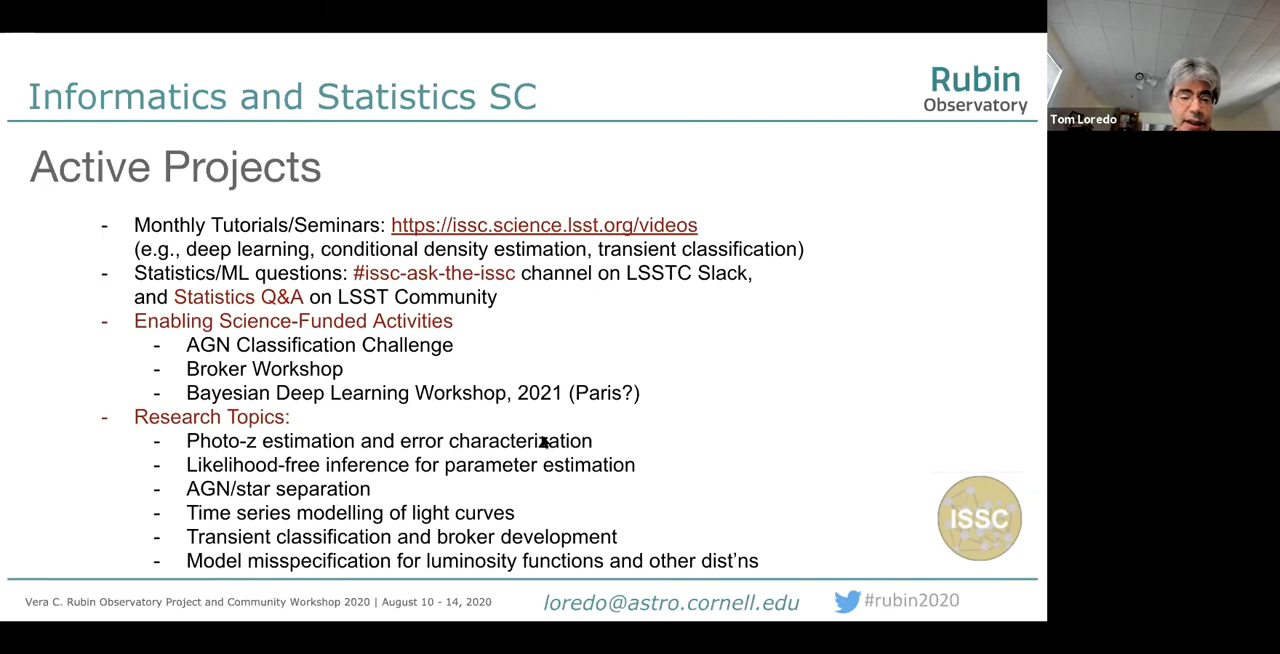 Informatics and Statistics SC
Rubin
Observatory
Tom Loredo
Active Projects
- Monthly Tutorials/Seminars: https://issc.science.lsst.org/videos
(e.g., deep learning, conditional density estimation, transient classification)
- Statistics/ML questions: #issc-ask-the-issc channel on LSSTC Slack,
and Statistics Q&A on LSST Community
- Enabling Science-Funded Activities
- AGN Classification Challenge
- Broker Workshop
- Bayesian Deep Learning Workshop, 2021 (Paris?)
- Research Topics:
- Photo-z estimation and error characterization
- Likelihood-free inference for parameter estimation
- AGN/star separation
- Time series modelling of light curves
- Transient classification and broker development
- Model misspecification for luminosity functions and other dist'ns
ISSC
Vera C. Rubin Observatory Project and Community Workshop 2020 | August 10 - 14, 2020
loredo@astro.cornell.edu
#rubin2020